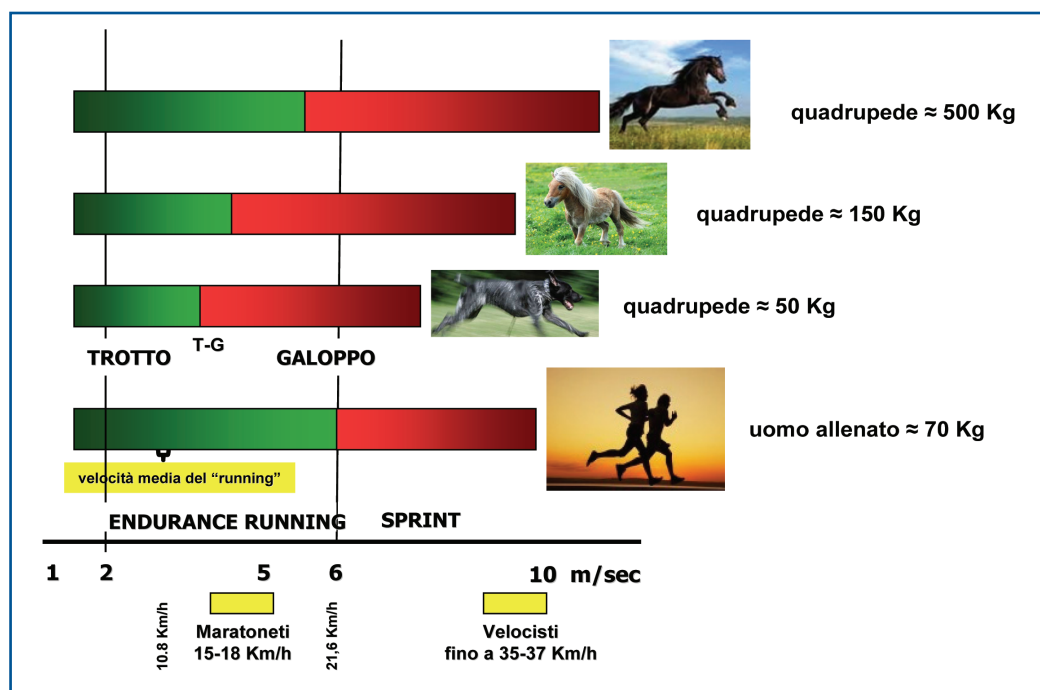 quadrupede ≈ 500 Kg
quadrupede ≈ 150 Kg
quadrupede ≈ 50 Kg
T-G
TROTTO
GALOPPO
uomo allenato ≈ 70 Kg
velocità media del “running”
ENDURANCE RUNNING
SPRINT
1 2 5 6 10 m/sec
10.8 Km/h
21,6 Km/h
Maratoneti
15-18 Km/h
Velocisti
fino a 35-37 Km/h